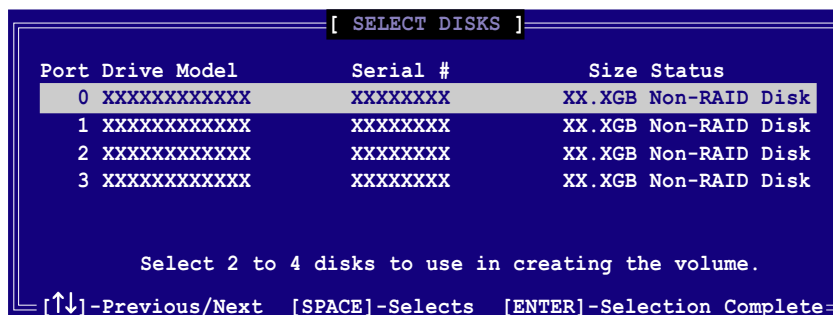 [ SELECT DISKS ]
Port Drive Model Serial # Size Status
0 XXXXXXXXXXXX XXXXXXXX XX.XGB Non-RAID Disk
1 XXXXXXXXXXXX XXXXXXXX XX.XGB Non-RAID Disk
2 XXXXXXXXXXXX XXXXXXXX XX.XGB Non-RAID Disk
3 XXXXXXXXXXXX XXXXXXXX XX.XGB Non-RAID Disk
Select 2 to 4 disks to use in creating the volume.
[↑↓]-Previous/Next [SPACE]-Selects [ENTER]-Selection Complete